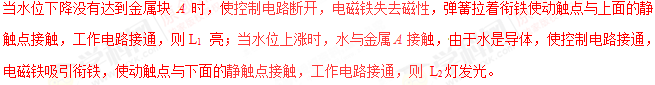 当水位下降没有达到金属块 A 时，使控制电路断开，电磁铁失去磁性，弹簧拉着衔铁使动触点与上面的静
触点接触，工作电路接通，则 L₁ 亮；当水位上涨时，水与金属 A 接触，由于水是导体，使控制电路接通，
电磁铁吸引衔铁，使动触点与下面的静触点接触，工作电路接通，则 L₂灯发光。